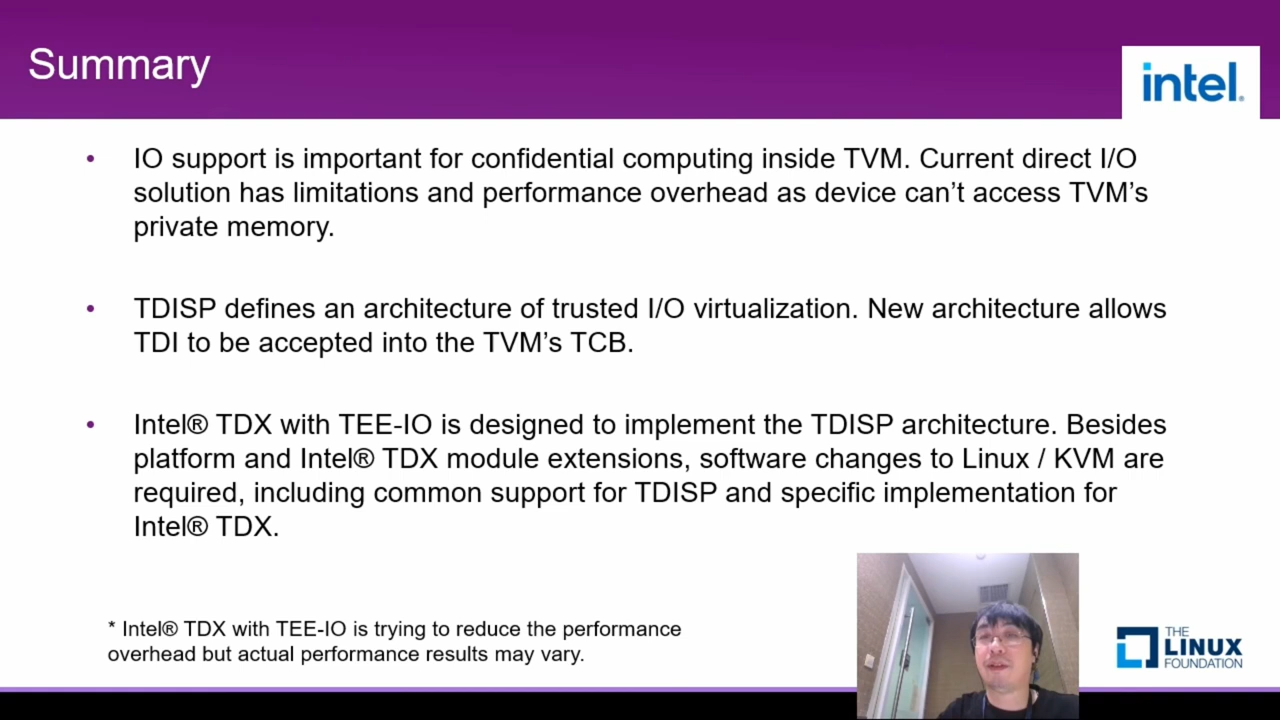 Summary
intel.
• IO support is important for confidential computing inside TVM. Current direct I/O
solution has limitations and performance overhead as device can’t access TVM’s
private memory.
• TDISP defines an architecture of trusted I/O virtualization. New architecture allows
TDI to be accepted into the TVM’s TCB.
• Intel® TDX with TEE-IO is designed to implement the TDISP architecture. Besides
platform and Intel® TDX module extensions, software changes to Linux / KVM are
required, including common support for TDISP and specific implementation for
Intel® TDX.
* Intel® TDX with TEE-IO is trying to reduce the performance
overhead but actual performance results may vary.
THE
LINUX
FOUNDATION